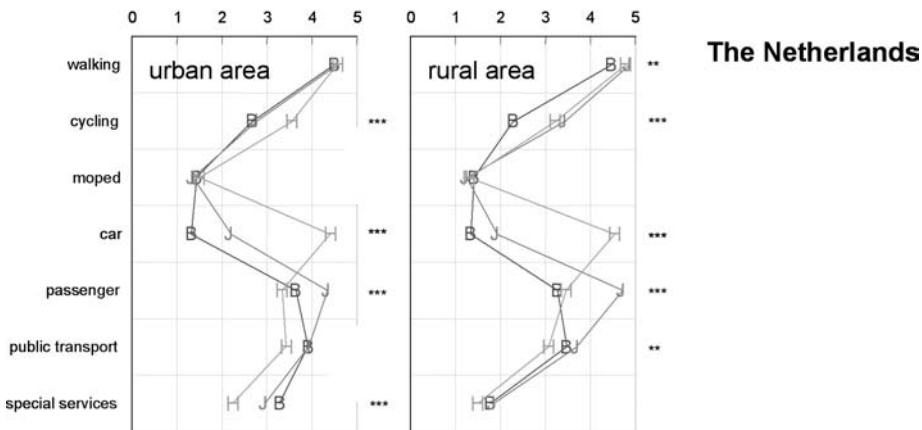 0 1 2 3 4 5 0 1 2 3 4 5
The Netherlands
urban area rural area
walking B H B H J **
cycling B H *** B H J ***
moped J B H J B
car B J H *** B J H ***
passenger H B J *** B H J ***
public transport H B H B J **
special services H J B *** H B